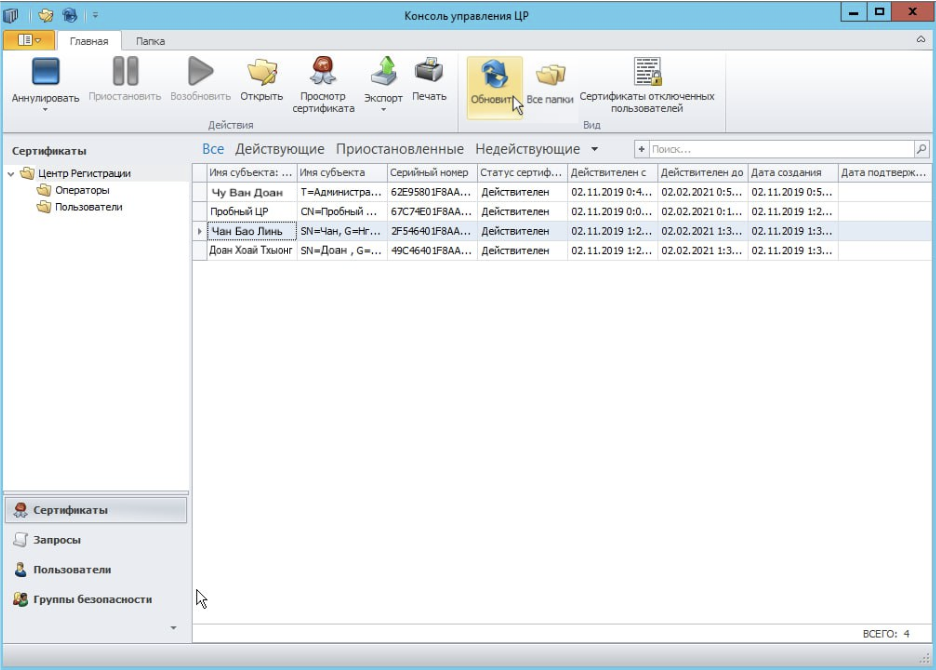 Консоль управления ЦР
Главная Папка
Аннулировать Приостановить Возобновить Открыть Просмотр сертификата Экспорт Печать Обновить Все папки Сертификаты отключенных пользователей
Действия Вид
Сертификаты
Все Действующие Приостановленные Недействующие + Поиск...
Центр Регистрации
Операторы
Пользователи
Имя субъекта: ... Имя субъекта Серийный номер Статус сертиф... Действителен с Действителен до Дата создания Дата подтверж...
Чу Ван Доан T=Администра... 62E95801F8AA... Действителен 02.11.2019 0:4... 02.02.2021 0:5... 02.11.2019 0:5...
Пробный ЦР CN=Пробный ... 67C74E01F8AA... Действителен 02.11.2019 0:0... 02.02.2021 0:1... 02.11.2019 1:2...
Чан Бао Линь SN=Чан, G=Нг... 2F546401F8AA... Действителен 02.11.2019 1:2... 02.02.2021 1:3... 02.11.2019 1:3...
Доан Хоай Тхыонг SN=Доан , G=... 49C46401F8AA... Действителен 02.11.2019 1:2... 02.02.2021 1:3... 02.11.2019 1:3...
Сертификаты
Запросы
Пользователи
Группы безопасности
ВСЕГО: 4